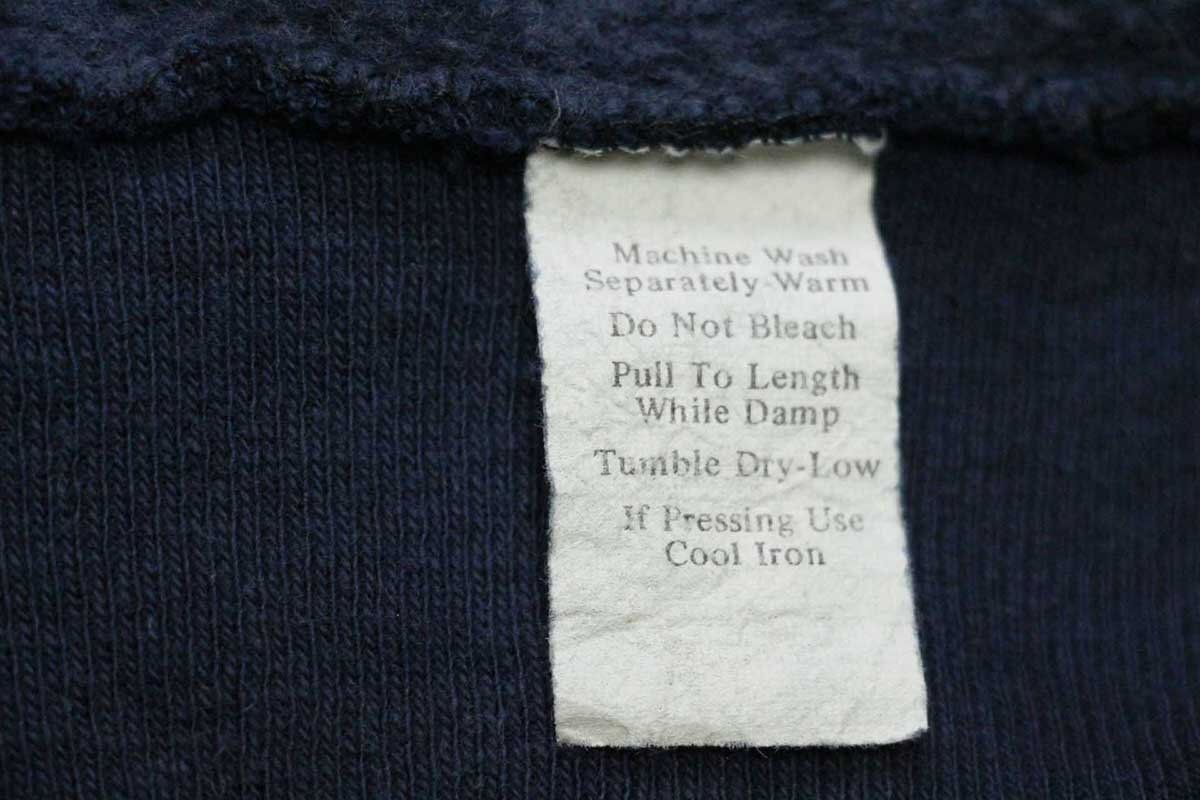 Machine Wash
Separately-Warm
Do Not Bleach
Pull To Length
While Damp
Tumble Dry-Low
If Pressing Use
Cool Iron